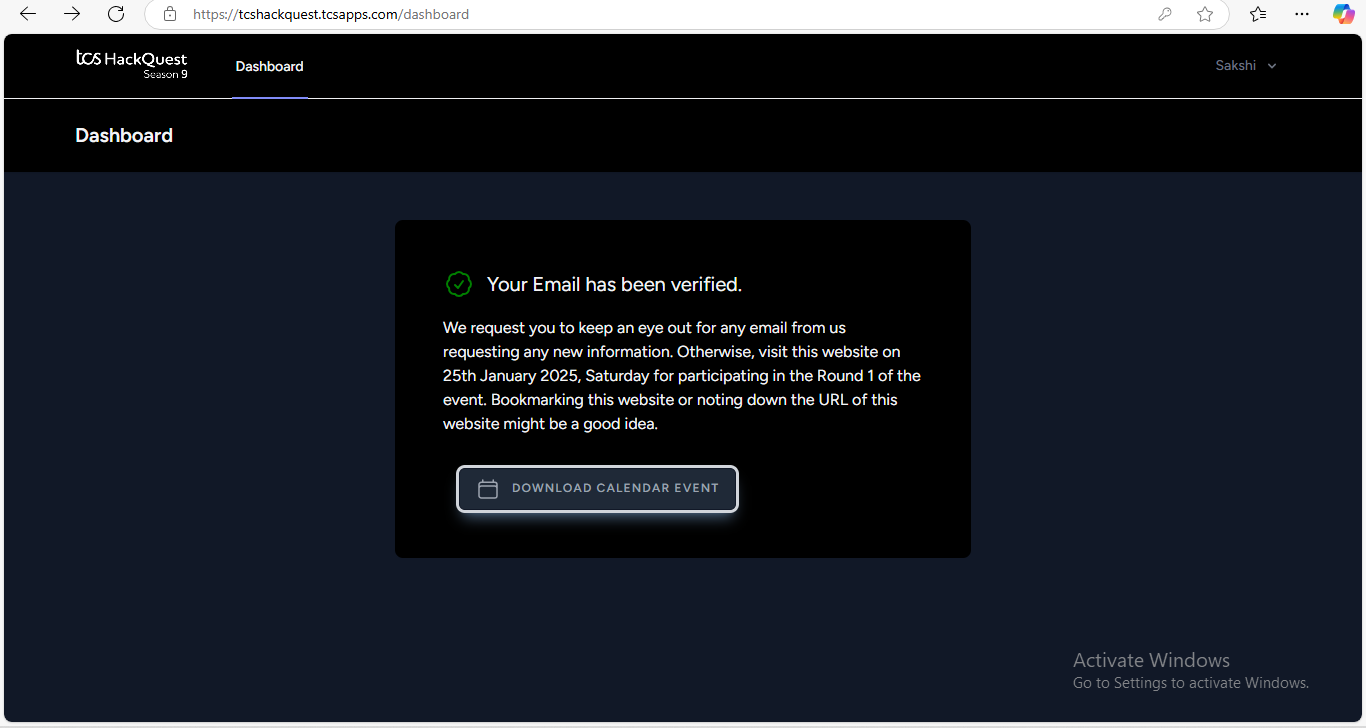 https://tcshackquest.tcsapps.com/dashboard
tcs HackQuest
Season 9
Dashboard
Sakshi
Dashboard
Your Email has been verified.
We request you to keep an eye out for any email from us
requesting any new information. Otherwise, visit this website on
25th January 2025, Saturday for participating in the Round 1 of the
event. Bookmarking this website or noting down the URL of this
website might be a good idea.
DOWNLOAD CALENDAR EVENT
Activate Windows
Go to Settings to activate Windows.